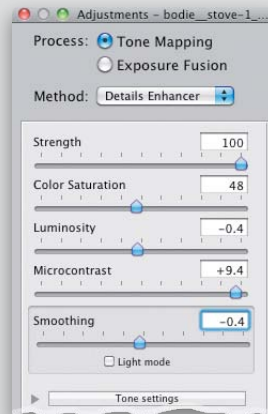 Adjustments - bodie__stove-1_...
Process: Tone Mapping
Exposure Fusion
Method: Details Enhancer
Strength 100
Color Saturation 48
Luminosity -0.4
Microcontrast +9.4
Smoothing -0.4
Light mode
Tone settings